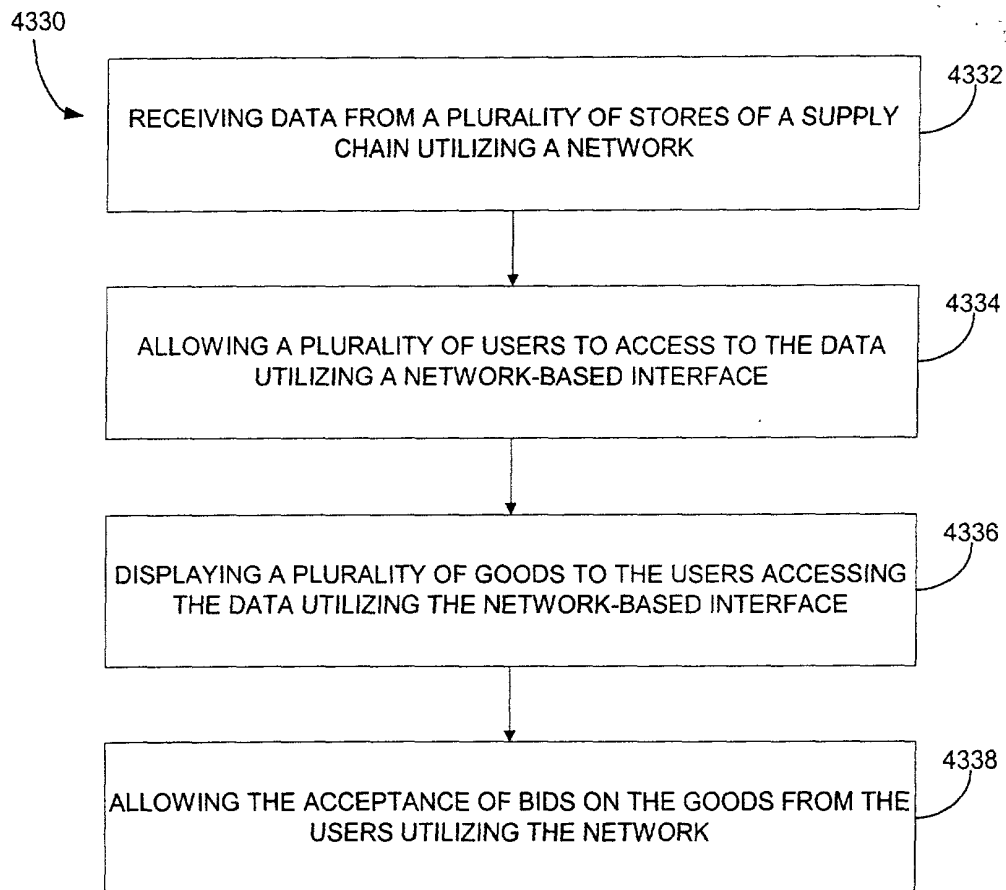 4330
4332
RECEIVING DATA FROM A PLURALITY OF STORES OF A SUPPLY
CHAIN UTILIZING A NETWORK
4334
ALLOWING A PLURALITY OF USERS TO ACCESS TO THE DATA
UTILIZING A NETWORK-BASED INTERFACE
4336
DISPLAYING A PLURALITY OF GOODS TO THE USERS ACCESSING
THE DATA UTILIZING THE NETWORK-BASED INTERFACE
4338
ALLOWING THE ACCEPTANCE OF BIDS ON THE GOODS FROM THE
USERS UTILIZING THE NETWORK